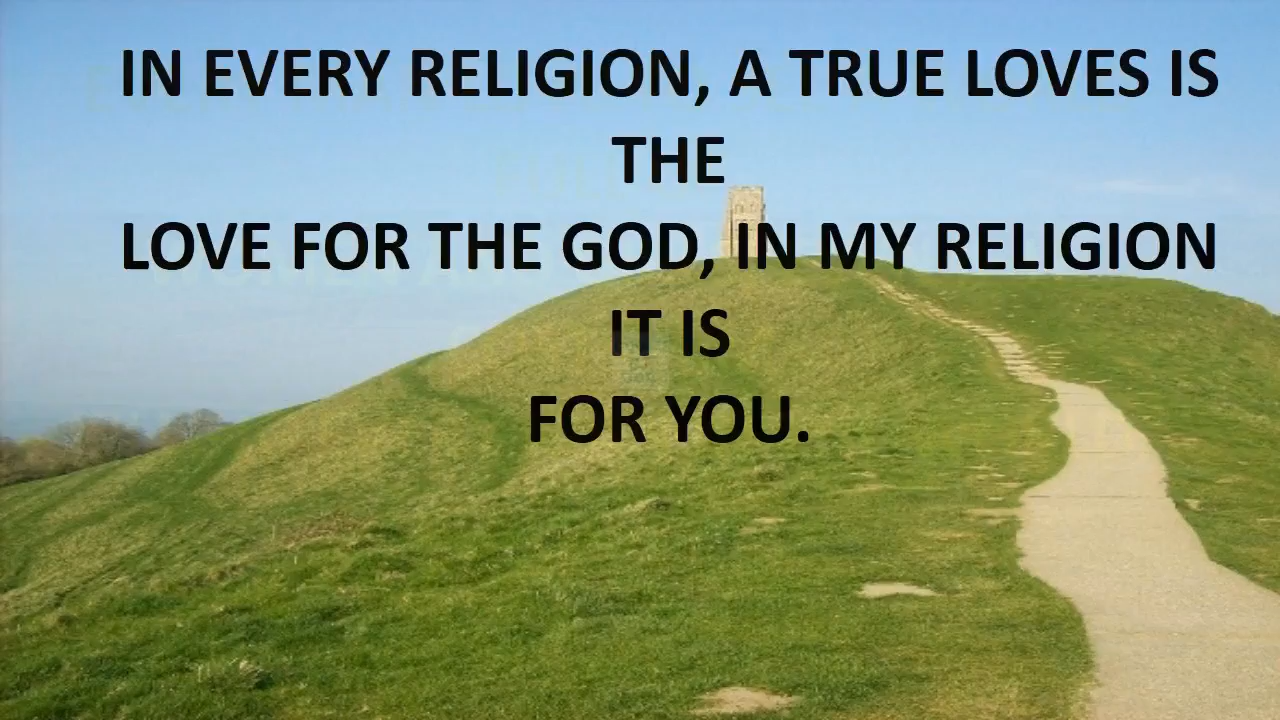 IN EVERY RELIGION, A TRUE LOVES IS
THE
LOVE FOR THE GOD, IN MY RELIGION
IT IS
FOR YOU.